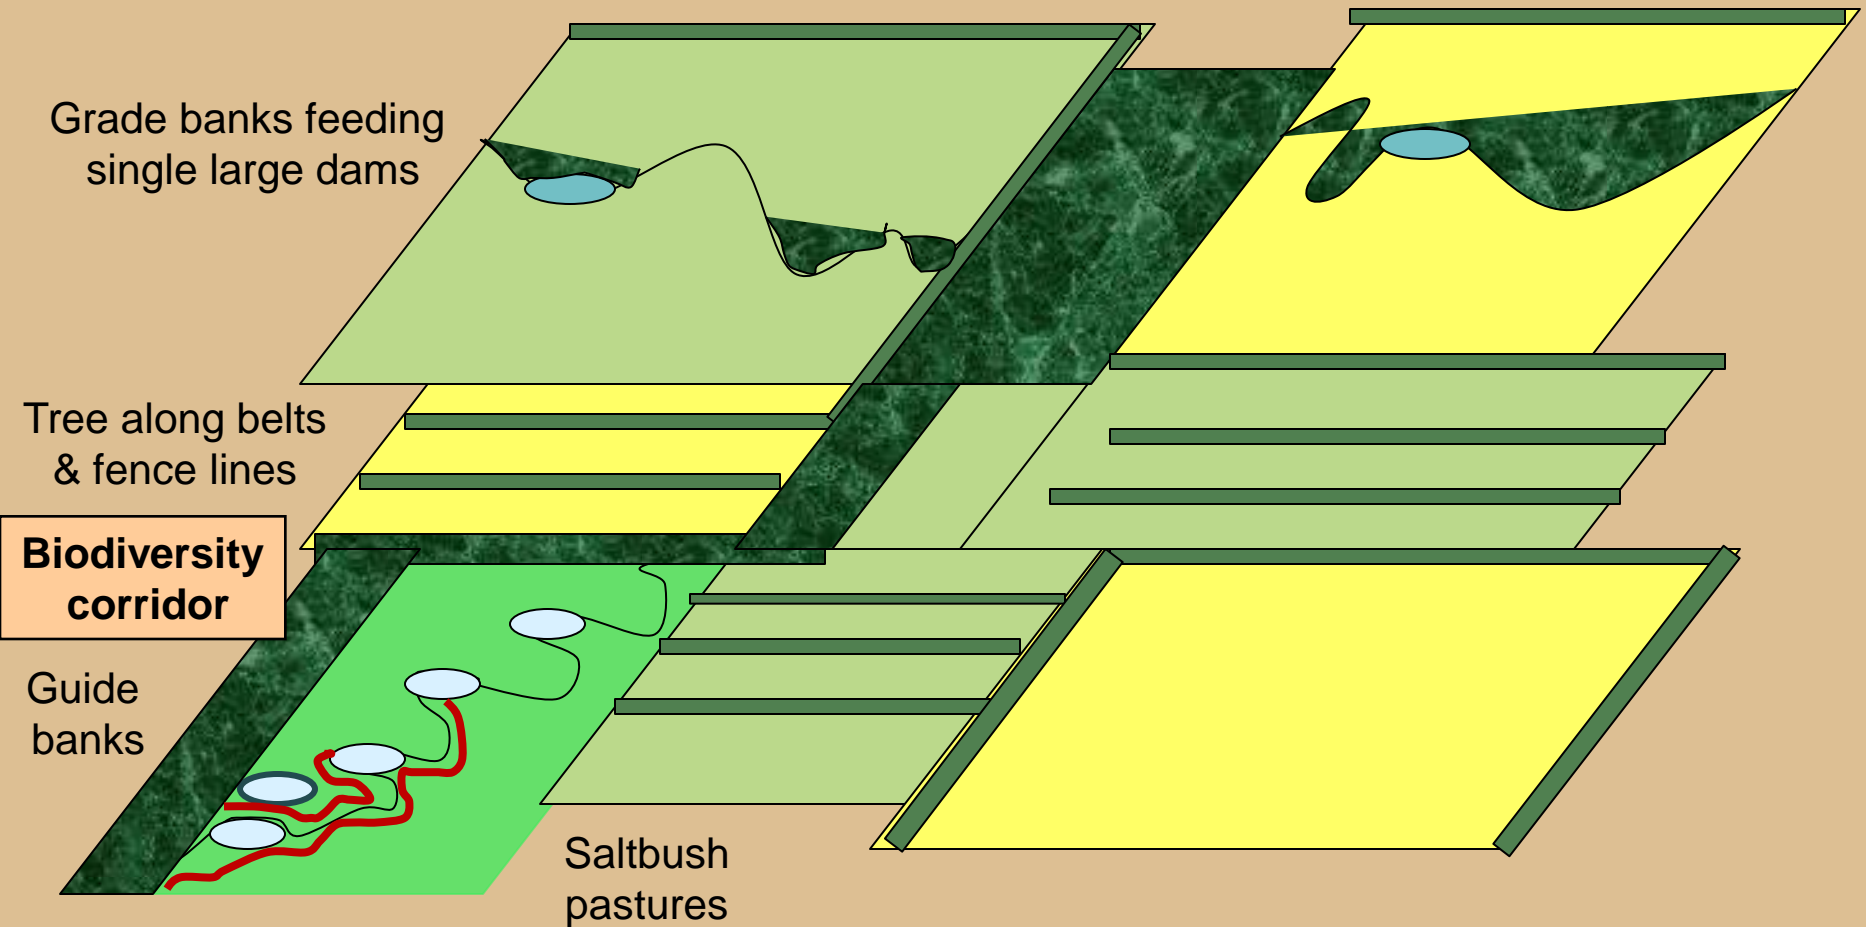 Grade banks feeding
single large dams
Tree along belts
& fence lines
Biodiversity
corridor
Guide
banks
Saltbush
pastures